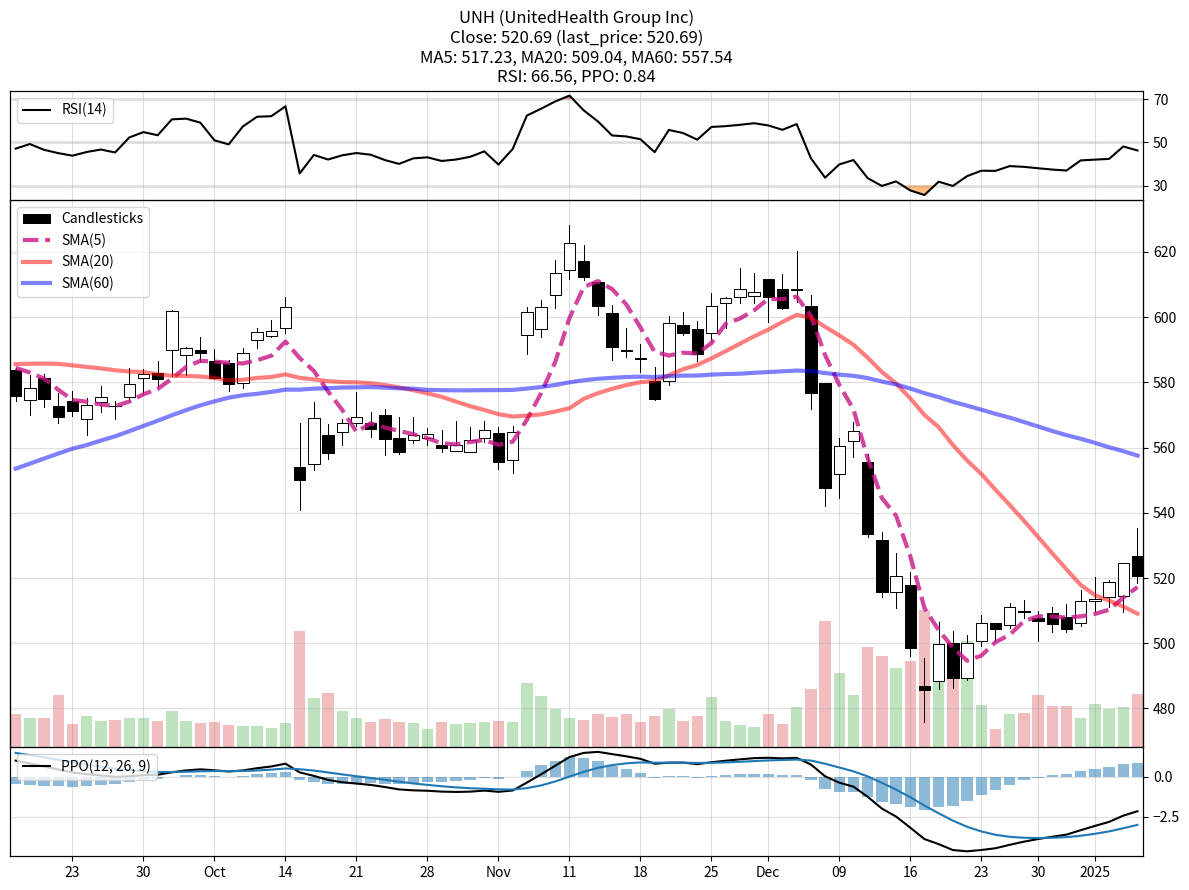 UNH (UnitedHealth Group Inc)
Close: 520.69 (last_price: 520.69)
MA5: 517.23, MA20: 509.04, MA60: 557.54
RSI: 66.56, PPO: 0.84
RSI(14)
70
50
30
Candlesticks
SMA(5)
SMA(20)
SMA(60)
620
600
580
560
540
520
500
480
PPO(12,26,9)
0.0
−2.5
23 30 Oct 14 21 28 Nov 11 18 25 Dec 09 16 23 30 2025